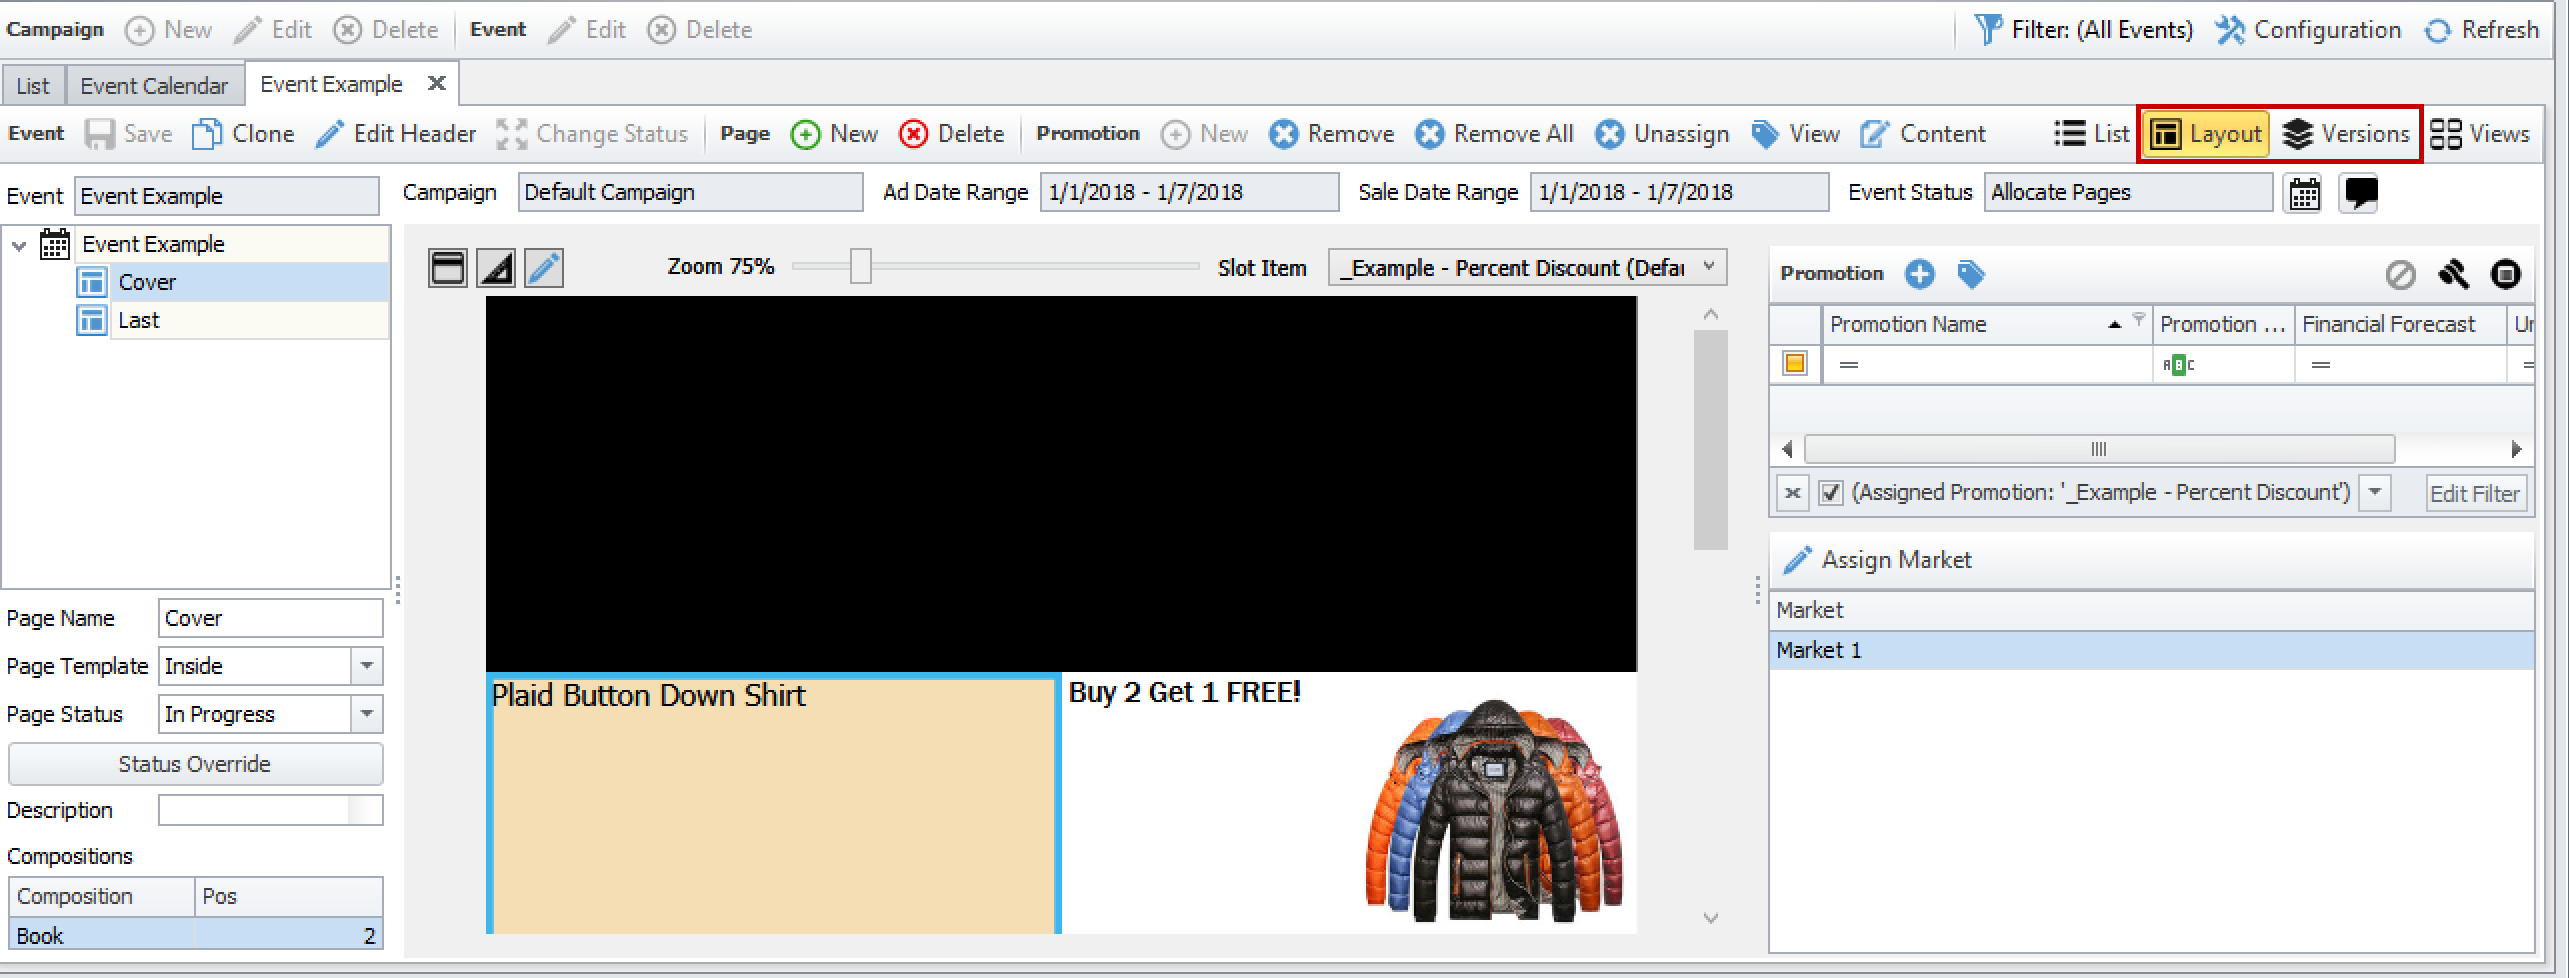 Campaign New Edit Delete Event Edit Delete Filter: (All Events) Configuration Refresh
List Event Calendar Event Example
Event Save Clone Edit Header Change Status Page New Delete Promotion New Remove Remove All Unassign View Content List Layout Versions Views
Event Event Example Campaign Default Campaign Ad Date Range 1/1/2018 - 1/7/2018 Sale Date Range 1/1/2018 - 1/7/2018 Event Status Allocate Pages
Event Example
Cover
Last
Page Name Cover
Page Template Inside
Page Status In Progress
Status Override
Description
Compositions
Composition Pos
Book 2
Zoom 75% Slot Item _Example - Percent Discount (Defau
Plaid Button Down Shirt
Buy 2 Get 1 FREE!
Promotion
Promotion Name Promotion ... Financial Forecast Ur
= ABC = =
(Assigned Promotion: '_Example - Percent Discount') Edit Filter
Assign Market
Market
Market 1